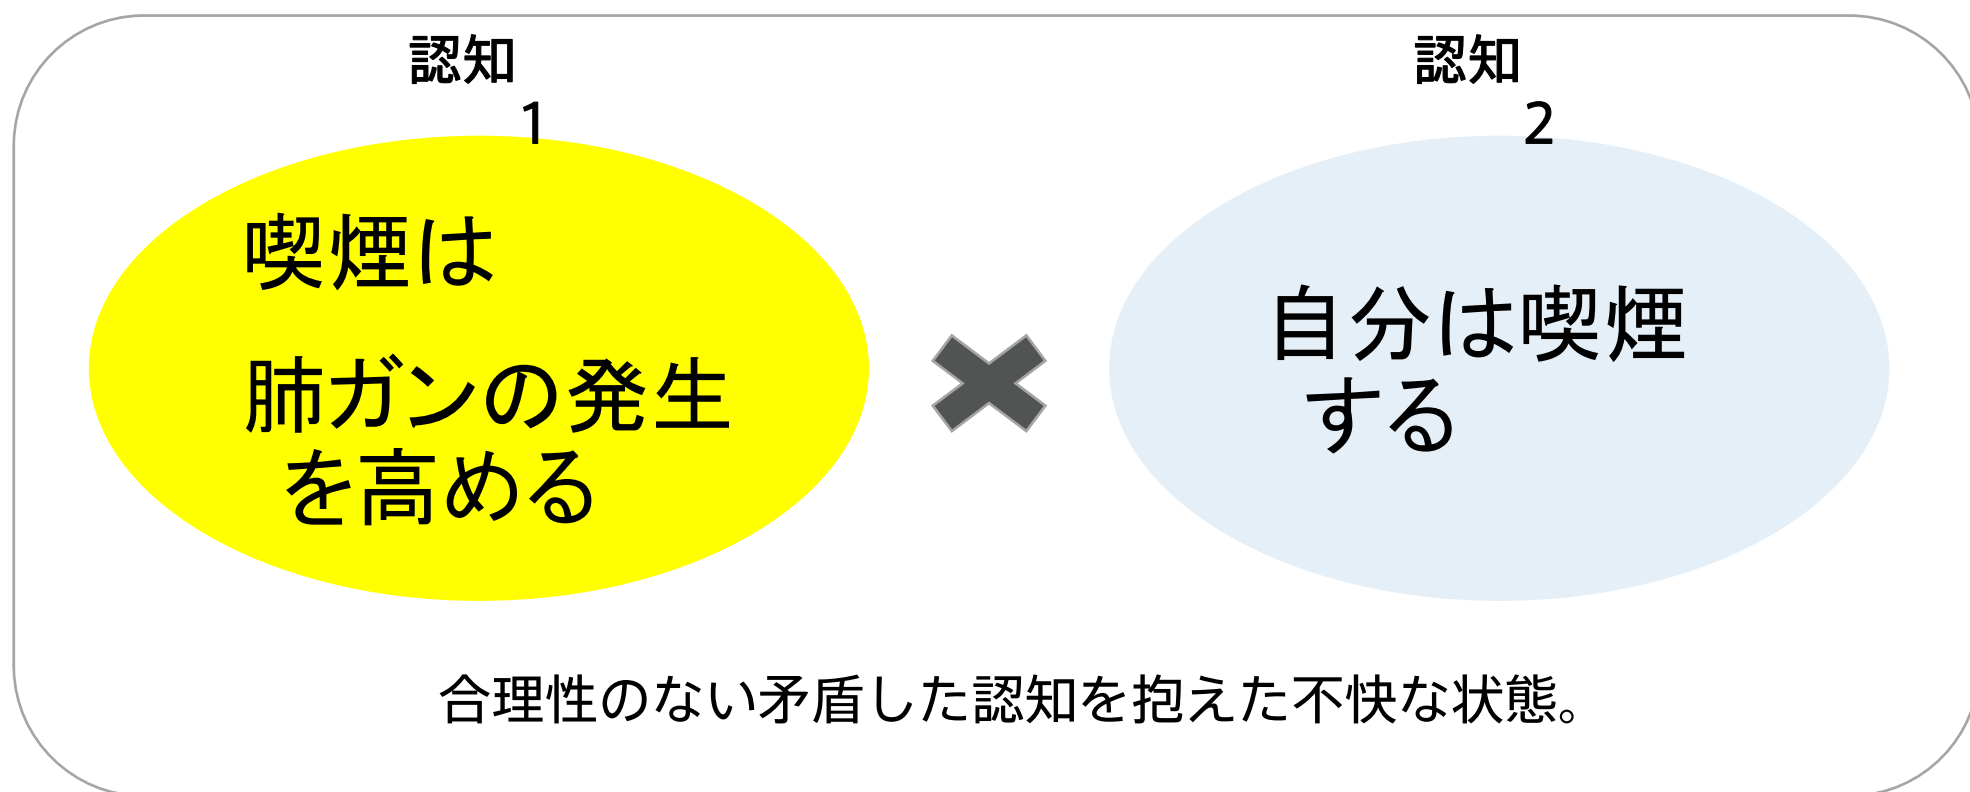 認知
1
喫煙は
肺ガンの発生
を高める
認知
2
自分は喫煙
する
合理性のない矛盾した認知を抱えた不快な状態。